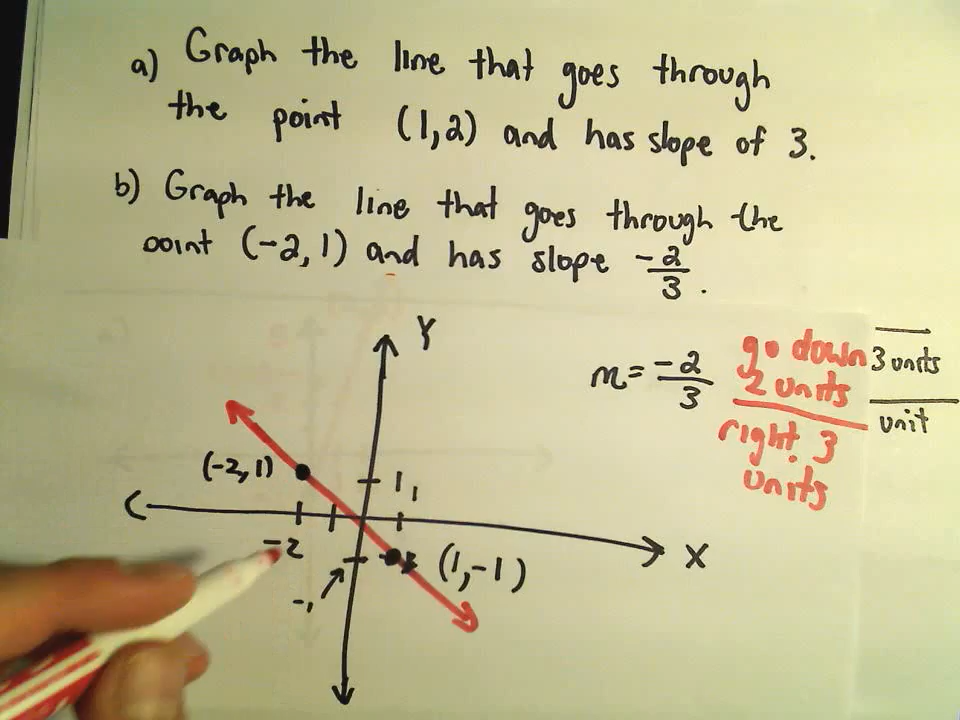 a) Graph the line that goes through
the point (1,2) and has slope of 3.
b) Graph the line that goes through the
point (-2,1) and has slope -2/3.
Y
m = -2/3
go down
2 units
right 3
units
3 units
unit
(-2,1)
1
1
-2
-1
(1,-1)
X